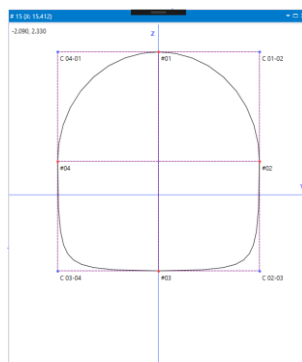 # 15 (X: 15.412)
-2.090, 2.330
Z
C 04-01
#01
C 01-02
#04
#02
Y
C 03-04
#03
C 02-03